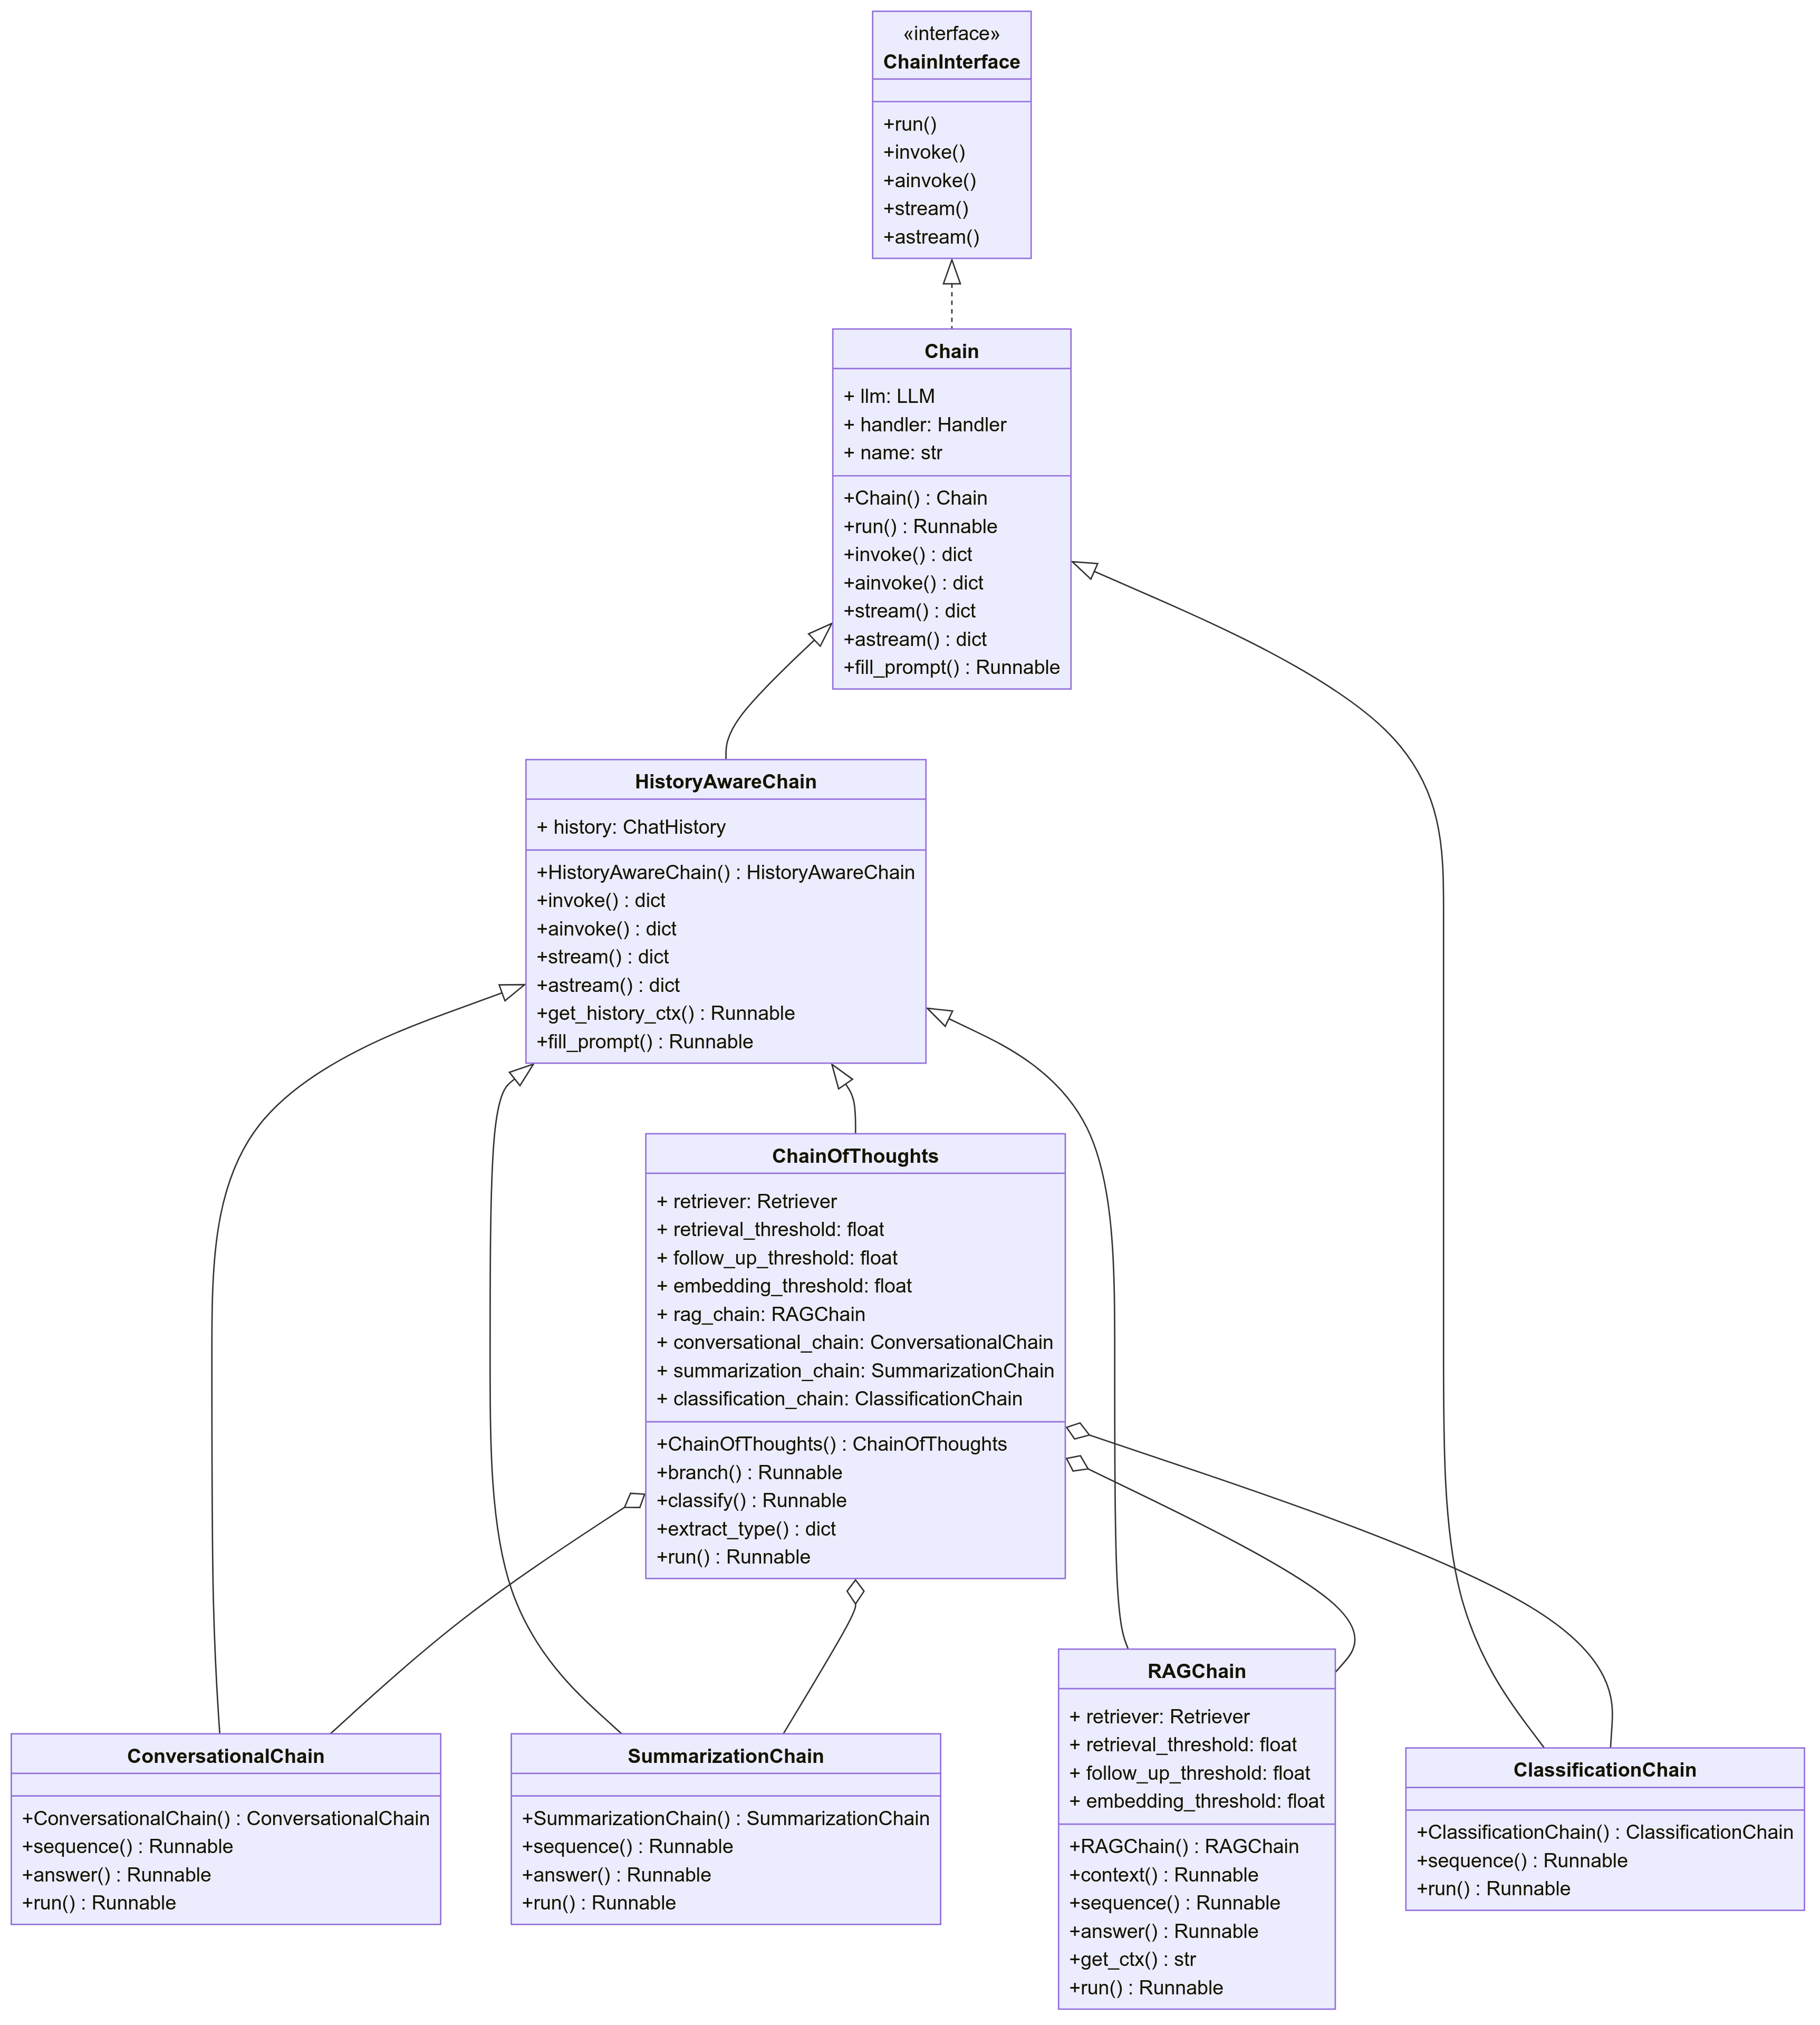 «interface»
ChainInterface
+run()
+invoke()
+ainvoke()
+stream()
+astream()
Chain
+ llm: LLM
+ handler: Handler
+ name: str
+Chain() : Chain
+run() : Runnable
+invoke() : dict
+ainvoke() : dict
+stream() : dict
+astream() : dict
+fill_prompt() : Runnable
HistoryAwareChain
+ history: ChatHistory
+HistoryAwareChain() : HistoryAwareChain
+invoke() : dict
+ainvoke() : dict
+stream() : dict
+astream() : dict
+get_history_ctx() : Runnable
+fill_prompt() : Runnable
ChainOfThoughts
+ retriever: Retriever
+ retrieval_threshold: float
+ follow_up_threshold: float
+ embedding_threshold: float
+ rag_chain: RAGChain
+ conversational_chain: ConversationalChain
+ summarization_chain: SummarizationChain
+ classification_chain: ClassificationChain
+ChainOfThoughts() : ChainOfThoughts
+branch() : Runnable
+classify() : Runnable
+extract_type() : dict
+run() : Runnable
ConversationalChain
+ConversationalChain() : ConversationalChain
+sequence() : Runnable
+answer() : Runnable
+run() : Runnable
SummarizationChain
+SummarizationChain() : SummarizationChain
+sequence() : Runnable
+answer() : Runnable
+run() : Runnable
RAGChain
+ retriever: Retriever
+ retrieval_threshold: float
+ follow_up_threshold: float
+ embedding_threshold: float
+RAGChain() : RAGChain
+context() : Runnable
+sequence() : Runnable
+answer() : Runnable
+get_ctx() : str
+run() : Runnable
ClassificationChain
+ClassificationChain() : ClassificationChain
+sequence() : Runnable
+run() : Runnable